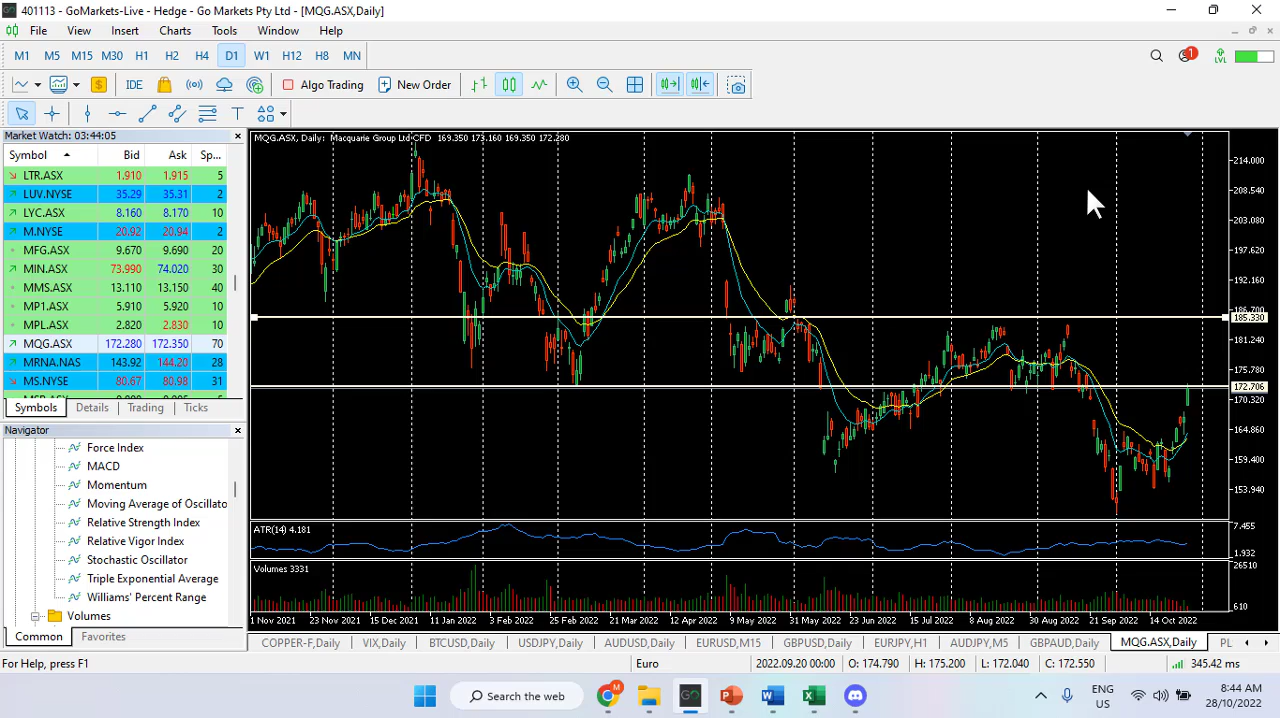 401113 - GoMarkets-Live - Hedge - Go Markets Pty Ltd - [MQG.ASX,Daily]
File View Insert Charts Tools Window Help
M1 M5 M15 M30 H1 H2 H4 D1 W1 H12 H8 MN
1
LVL
IDE Algo Trading New Order
Market Watch: 03:44:05
Symbol Bid Ask Sp...
LTR.ASX 1.910 1.915 5
LUV.NYSE 35.29 35.31 2
LYC.ASX 8.160 8.170 10
M.NYSE 20.92 20.94 2
MFG.ASX 9.670 9.690 20
MIN.ASX 73.990 74.020 30
MMS.ASX 13.110 13.150 40
MP1.ASX 5.910 5.920 10
MPL.ASX 2.820 2.830 10
MQG.ASX 172.280 172.350 70
MRNA.NAS 143.92 144.20 28
MS.NYSE 80.67 80.98 31
Symbols Details Trading Ticks
Navigator
Force Index
MACD
Momentum
Moving Average of Oscillato
Relative Strength Index
Relative Vigor Index
Stochastic Oscillator
Triple Exponential Average
Williams' Percent Range
Volumes
Common Favorites
MQG.ASX, Daily: Macquarie Group Ltd CFD 169.350 173.160 169.350 172.280
214.000
208.540
203.080
197.620
192.160
185.330
181.240
175.780
172.706
170.320
164.860
159.400
153.940
ATR(14) 4.181
7.455
1.932
Volumes 3331
26510
610
1 Nov 2021 23 Nov 2021 15 Dec 2021 11 Jan 2022 3 Feb 2022 25 Feb 2022 21 Mar 2022 12 Apr 2022 9 May 2022 31 May 2022 23 Jun 2022 15 Jul 2022 8 Aug 2022 30 Aug 2022 21 Sep 2022 14 Oct 2022
COPPER-F,Daily VIX,Daily BTCUSD,Daily USDJPY,Daily AUDUSD,Daily EURUSD,M15 GBPUSD,Daily EURJPY,H1 AUDJPY,M5 GBPAUD,Daily MQG.ASX,Daily PL
For Help, press F1 Euro 2022.09.20 00:00 O: 174.790 H: 175.200 L: 172.040 C: 172.550 345.42 ms
Search the web
GO
ENG
US
8:44 AM
28/10/2022